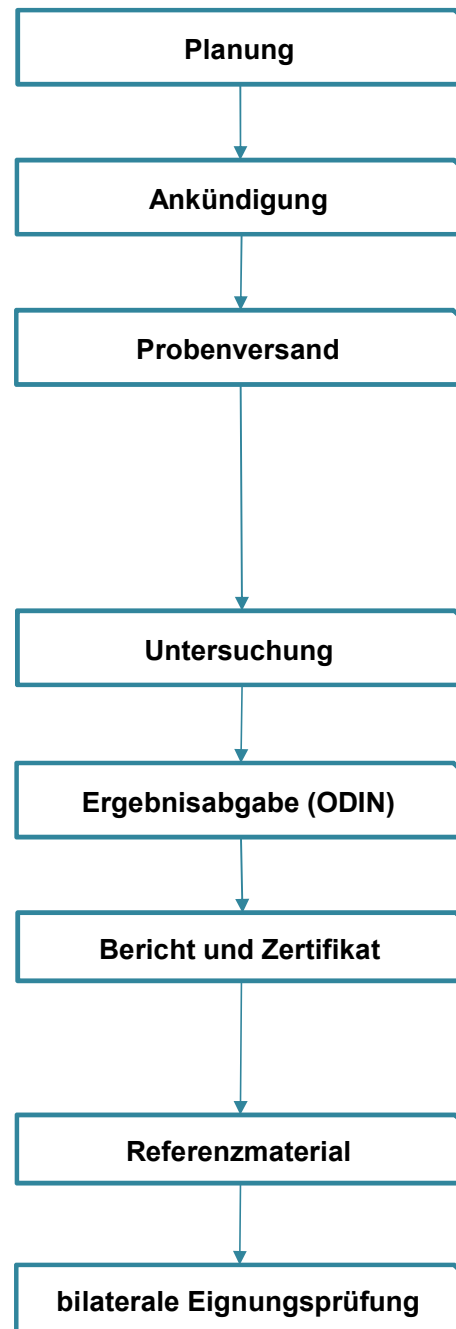 Planung
Ankündigung
Probenversand
Untersuchung
Ergebnisabgabe (ODIN)
Bericht und Zertifikat
Referenzmaterial
bilaterale Eignungsprüfung